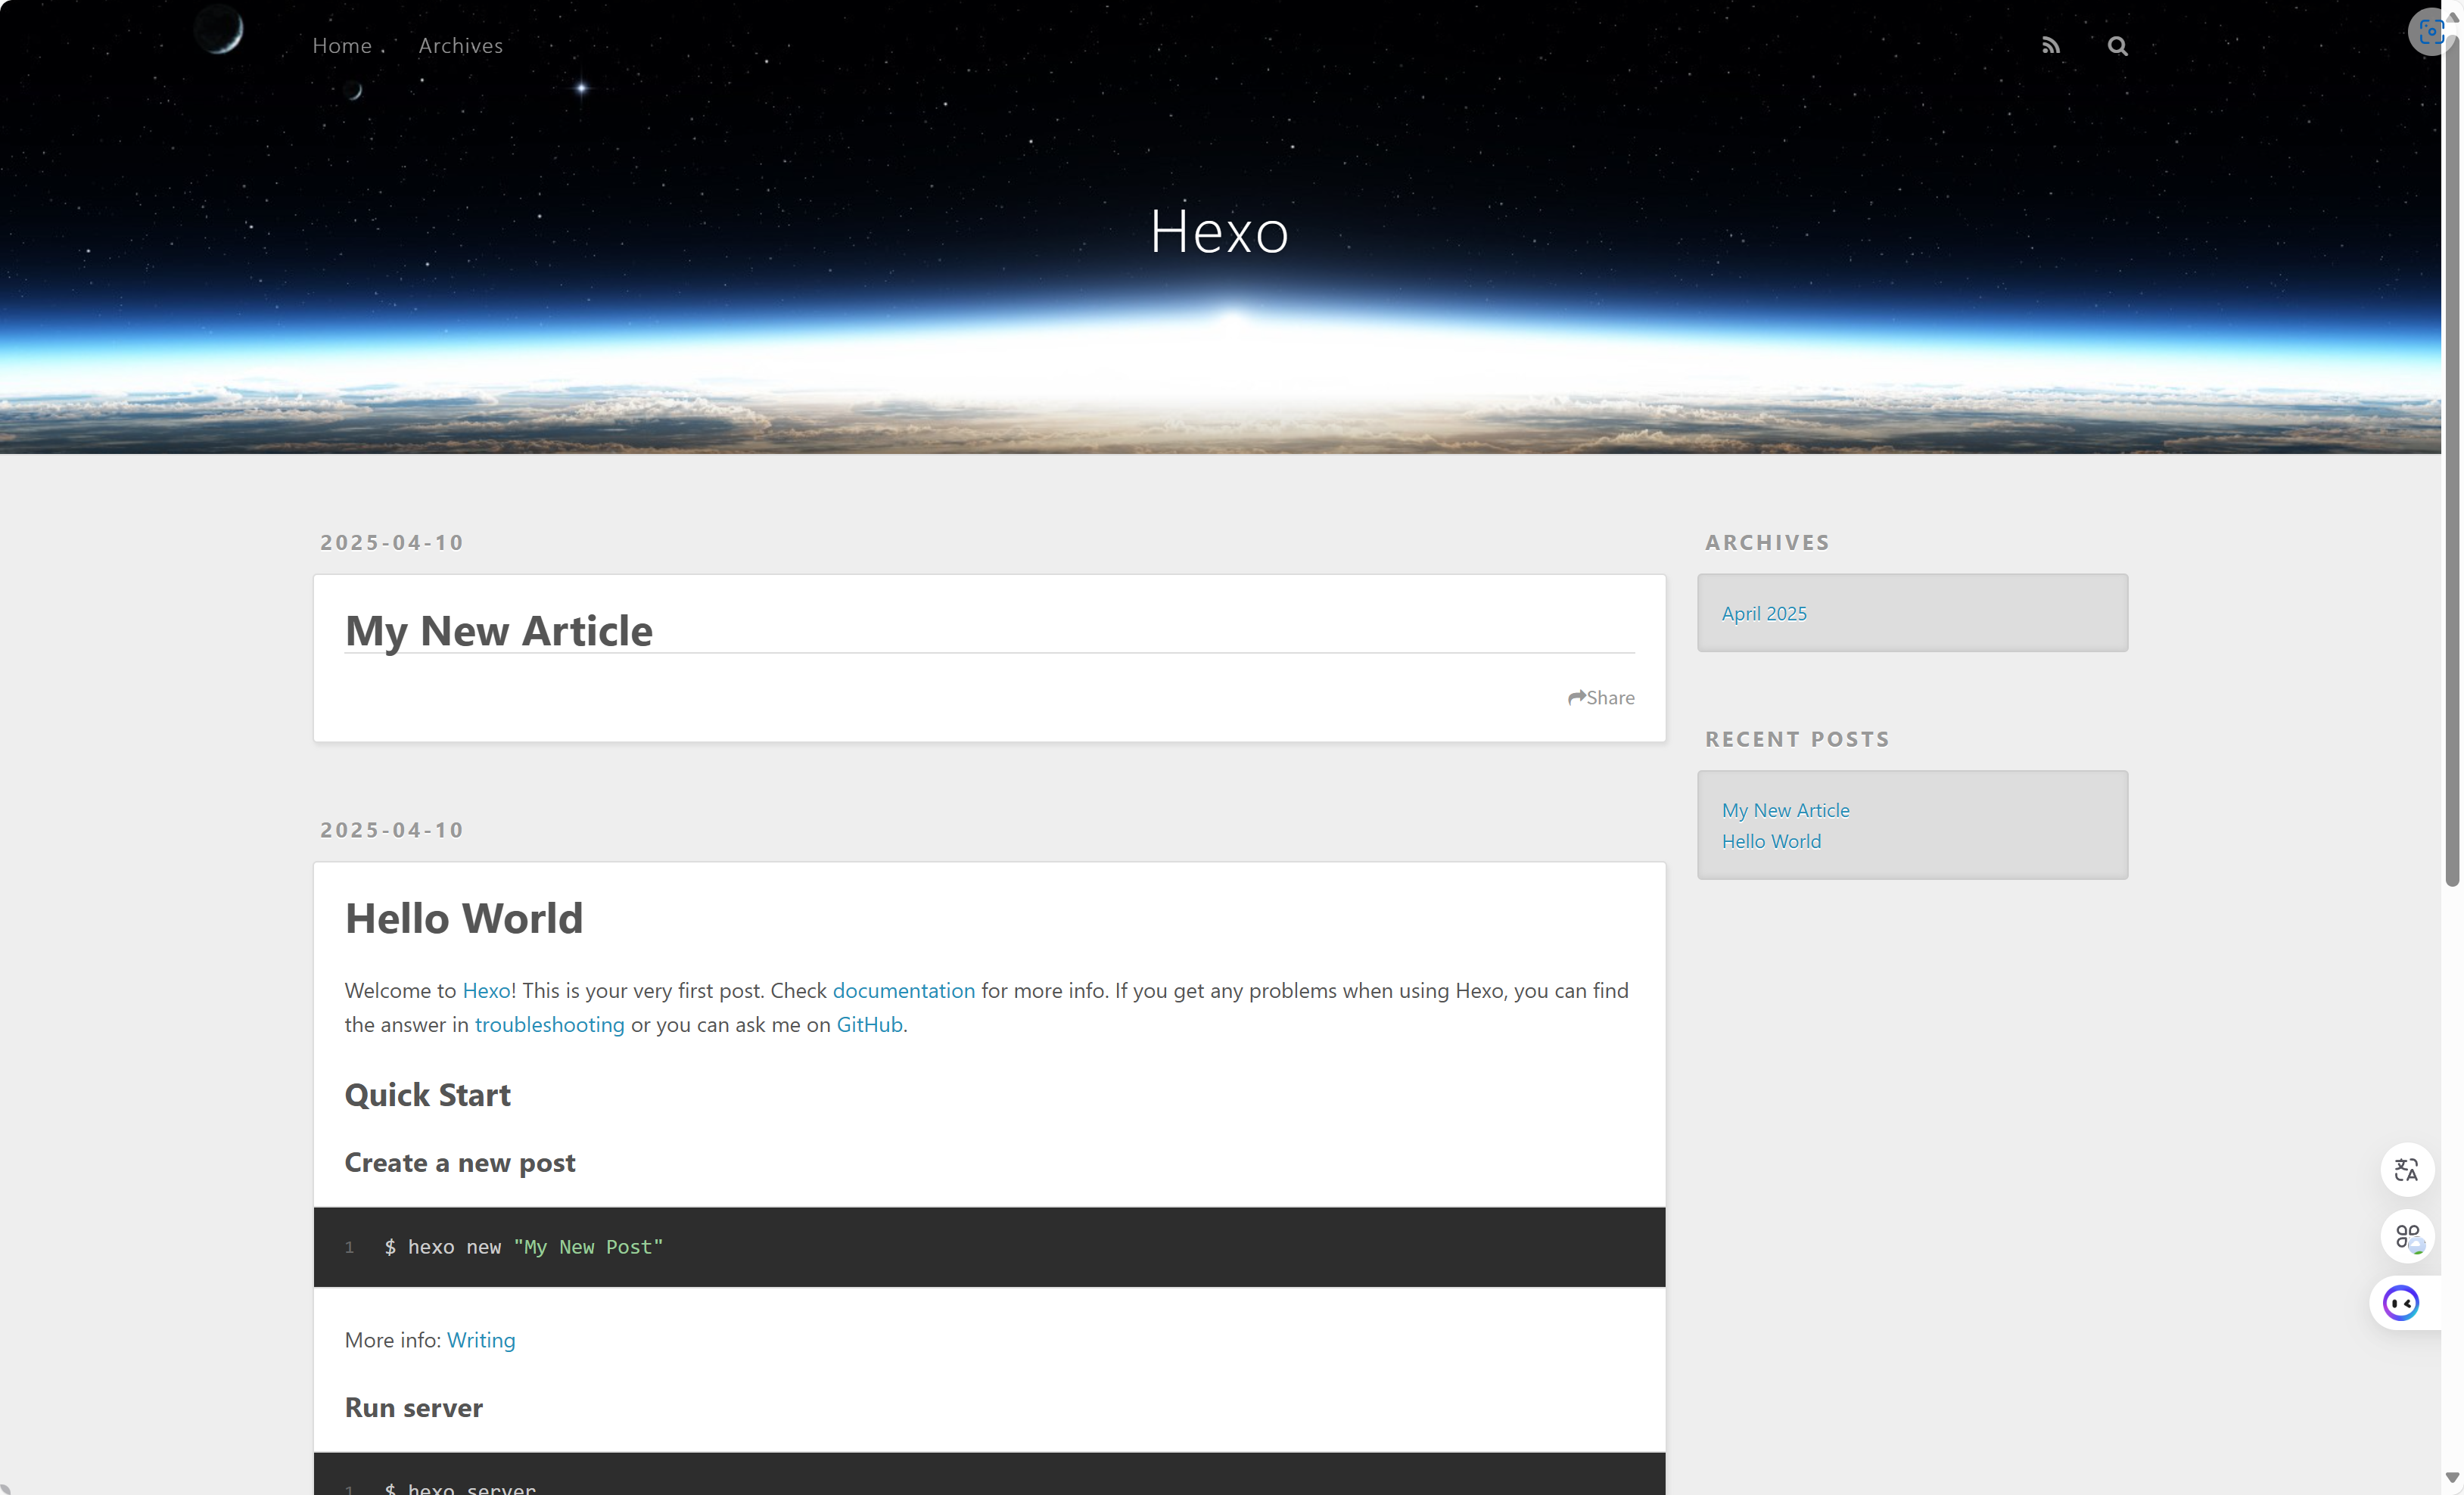 Home
Archives
Hexo
2025-04-10
My New Article
Share
2025-04-10
Hello World
Welcome to Hexo! This is your very first post. Check documentation for more info. If you get any problems when using Hexo, you can find
the answer in troubleshooting or you can ask me on GitHub.
Quick Start
Create a new post
1 $ hexo new "My New Post"
More info: Writing
Run server
1 $ hexo server
ARCHIVES
April 2025
RECENT POSTS
My New Article
Hello World